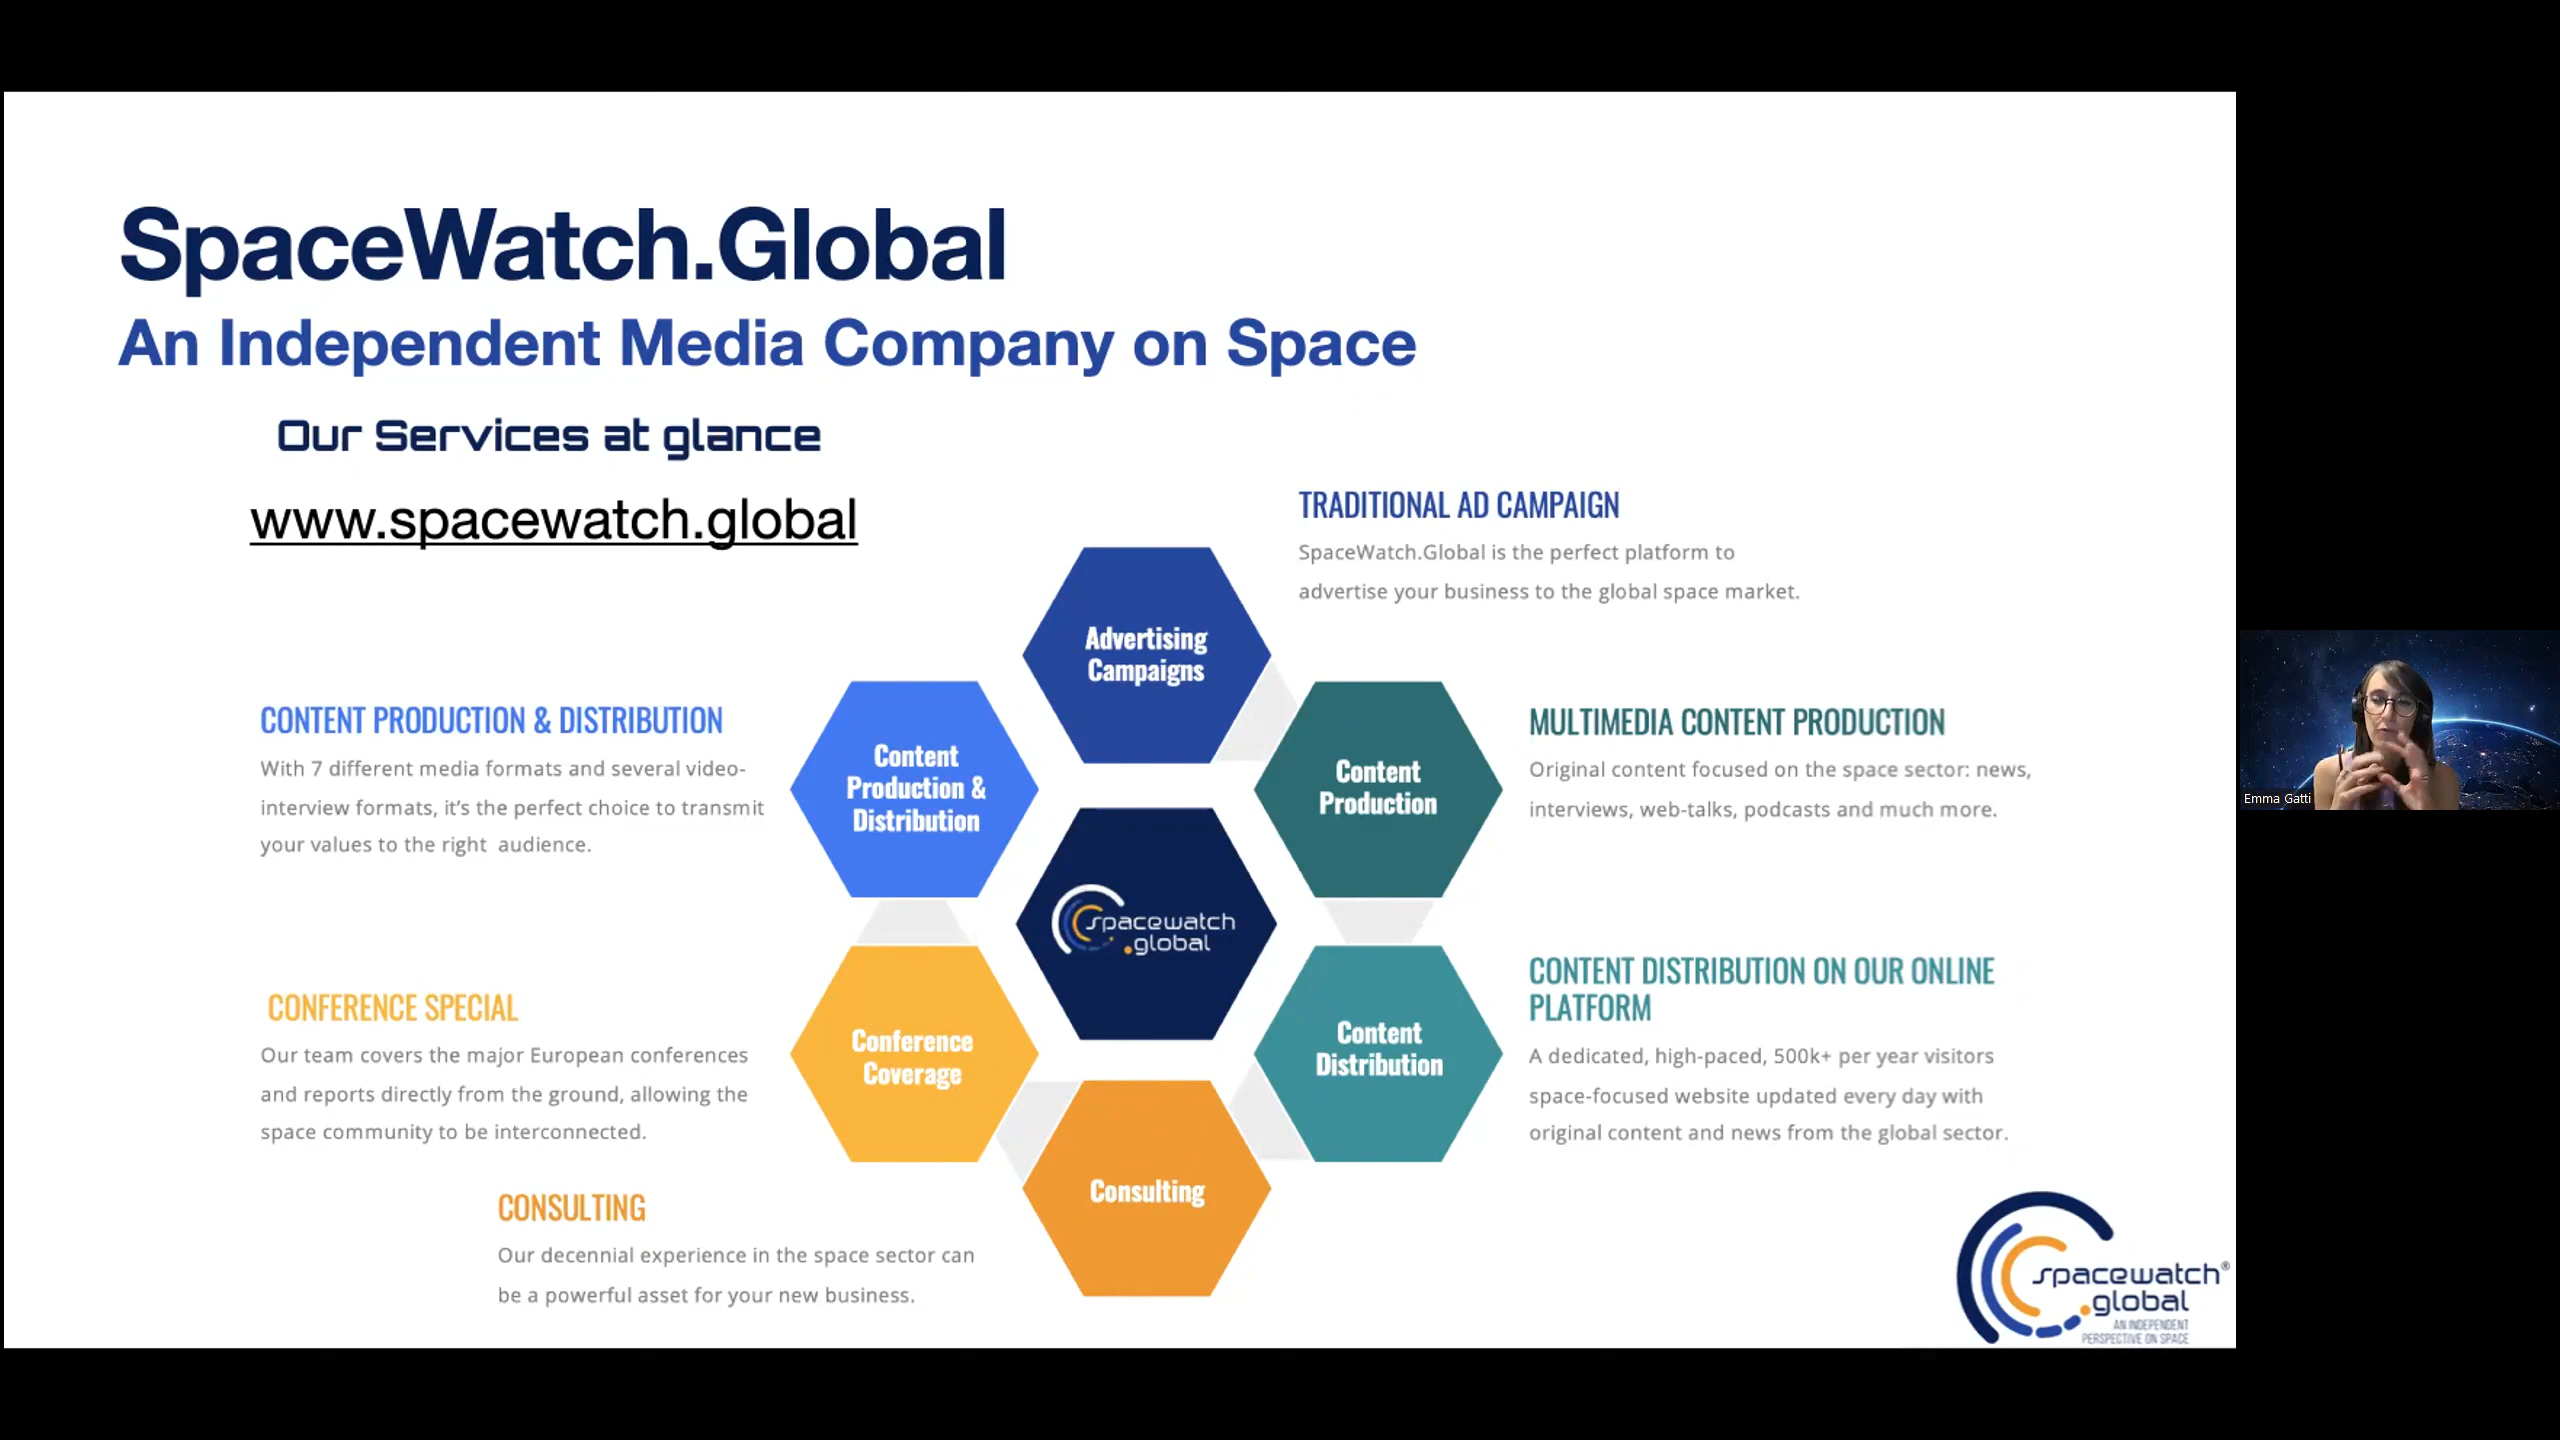 SpaceWatch.Global
An Independent Media Company on Space
Our Services at glance
www.spacewatch.global
TRADITIONAL AD CAMPAIGN
SpaceWatch.Global is the perfect platform to
advertise your business to the global space market.
Advertising
Campaigns
CONTENT PRODUCTION & DISTRIBUTION
With 7 different media formats and several video-
interview formats, it's the perfect choice to transmit
your values to the right audience.
Content
Production &
Distribution
Content
Production
MULTIMEDIA CONTENT PRODUCTION
Original content focused on the space sector: news,
interviews, web-talks, podcasts and much more.
Emma Gatti
spacewatch
.global
CONFERENCE SPECIAL
Our team covers the major European conferences
and reports directly from the ground, allowing the
space community to be interconnected.
Conference
Coverage
Content
Distribution
CONTENT DISTRIBUTION ON OUR ONLINE
PLATFORM
A dedicated, high-paced, 500k+ per year visitors
space-focused website updated every day with
original content and news from the global sector.
CONSULTING
Our decennial experience in the space sector can
be a powerful asset for your new business.
Consulting
spacewatch®
.global
AN INDEPENDENT
PERSPECTIVE ON SPACE